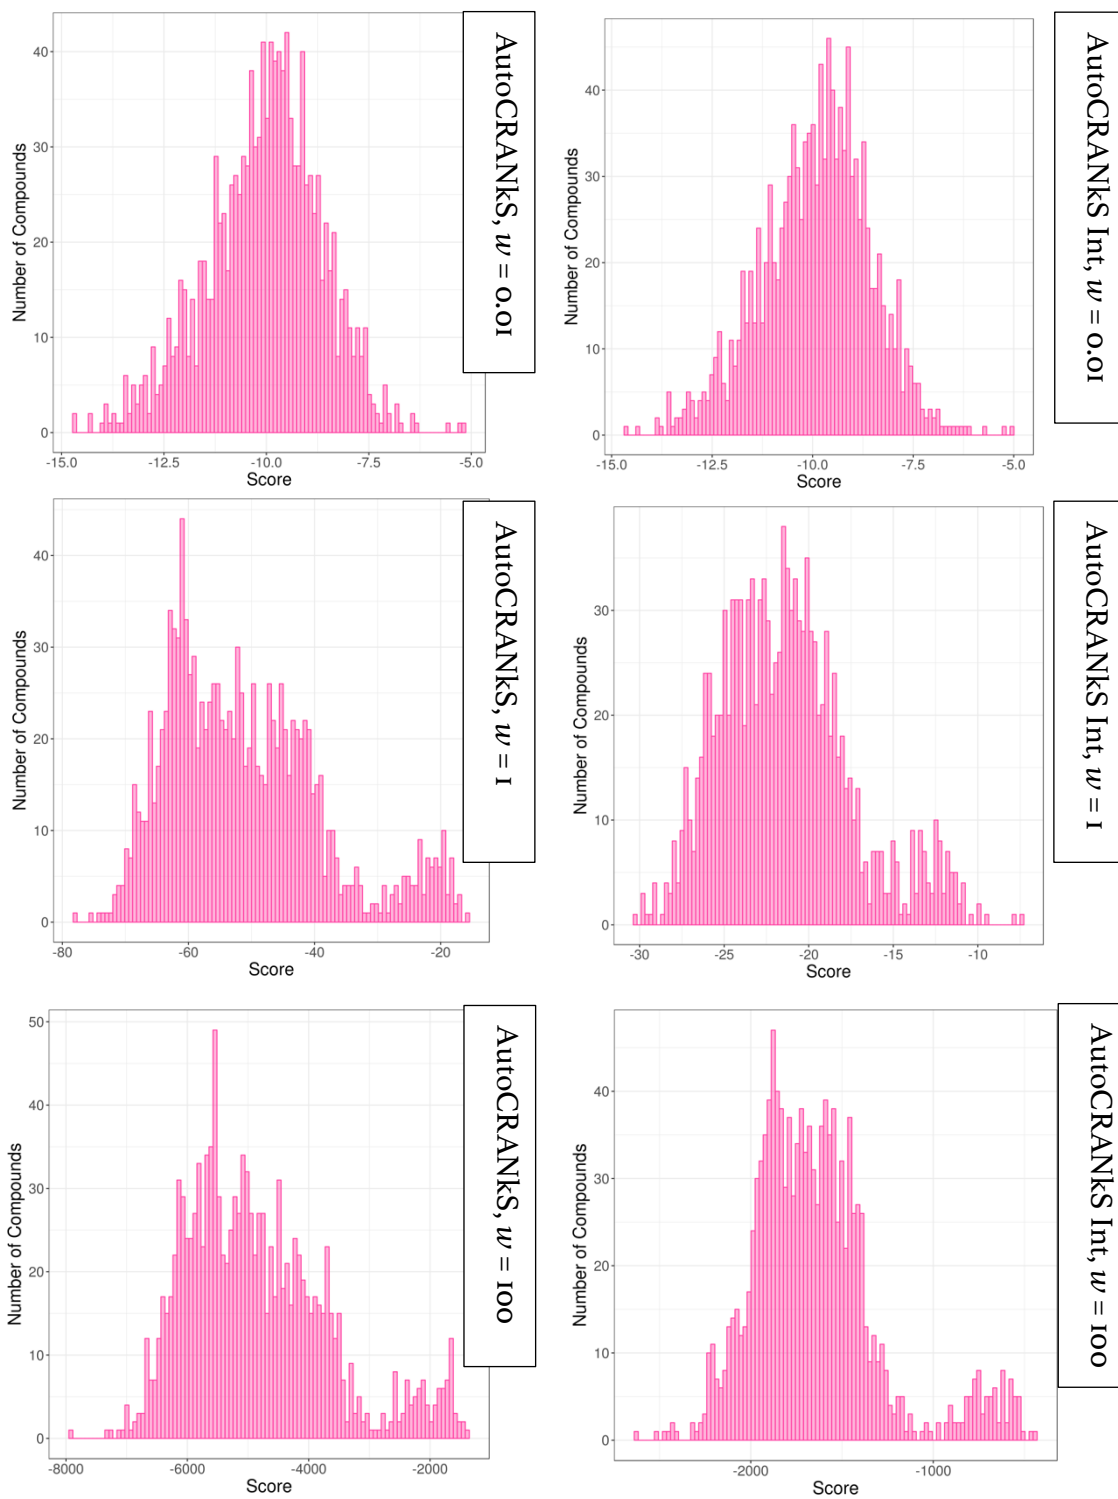 AutoCRANkS, w = 0.01
40
30
20
10
0
Number of Compounds
-15.0 -12.5 -10.0 -7.5 -5.0
Score
AutoCRANkS Int, w = 0.01
40
30
20
10
0
Number of Compounds
-15.0 -12.5 -10.0 -7.5 -5.0
Score
AutoCRANkS, w = 1
40
30
20
10
0
Number of Compounds
-80 -60 -40 -20
Score
AutoCRANkS Int, w = 1
30
20
10
0
Number of Compounds
-30 -25 -20 -15 -10
Score
AutoCRANkS, w = 100
50
40
30
20
10
0
Number of Compounds
-8000 -6000 -4000 -2000
Score
AutoCRANkS Int, w = 100
40
30
20
10
0
Number of Compounds
-2000 -1000
Score